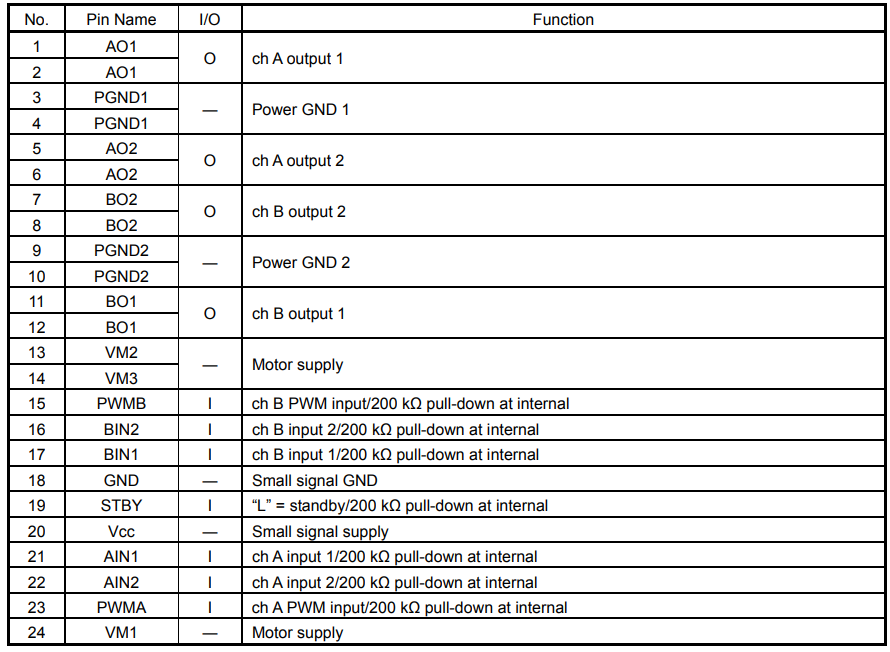 No. Pin Name I/O Function
1 AO1 O ch A output 1
2 AO1
3 PGND1 — Power GND 1
4 PGND1
5 AO2 O ch A output 2
6 AO2
7 BO2 O ch B output 2
8 BO2
9 PGND2 — Power GND 2
10 PGND2
11 BO1 O ch B output 1
12 BO1
13 VM2 — Motor supply
14 VM3
15 PWMB I ch B PWM input/200 kΩ pull-down at internal
16 BIN2 I ch B input 2/200 kΩ pull-down at internal
17 BIN1 I ch B input 1/200 kΩ pull-down at internal
18 GND — Small signal GND
19 STBY I “L” = standby/200 kΩ pull-down at internal
20 Vcc — Small signal supply
21 AIN1 I ch A input 1/200 kΩ pull-down at internal
22 AIN2 I ch A input 2/200 kΩ pull-down at internal
23 PWMA I ch A PWM input/200 kΩ pull-down at internal
24 VM1 — Motor supply